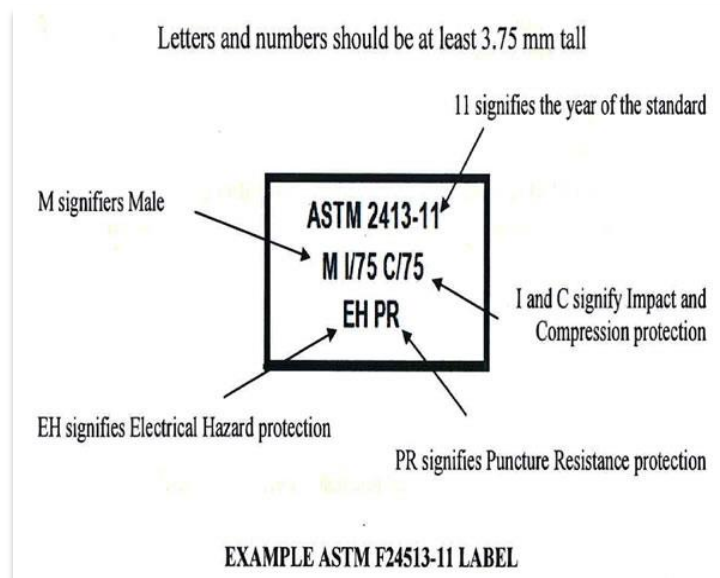 Letters and numbers should be at least 3.75 mm tall
11 signifies the year of the standard
M signifiers Male
ASTM 2413-11
M I/75 C/75
EH PR
I and C signify Impact and
Compression protection
EH signifies Electrical Hazard protection
PR signifies Puncture Resistance protection
EXAMPLE ASTM F24513-11 LABEL